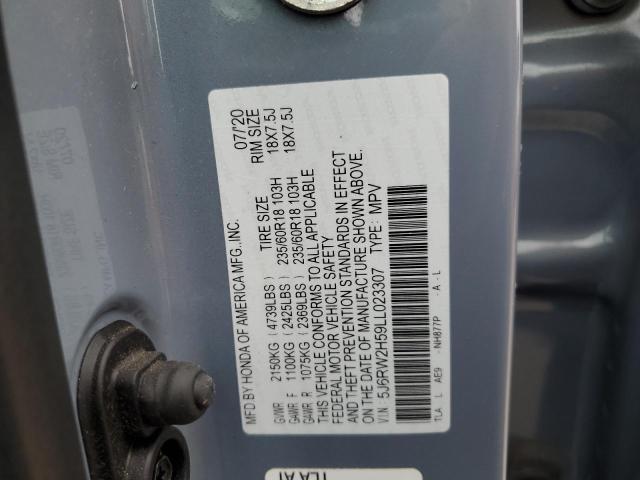 MFD BY HONDA OF AMERICA MFG., INC. 07/'20
TIRE SIZE RIM SIZE
GVWR 2150KG (4739LBS)
GAWR F 1100KG (2425LBS) 235/60R18 103H 18X7.5J
GAWR R 1075KG (2369LBS) 235/60R18 103H 18X7.5J
THIS VEHICLE CONFORMS TO ALL APPLICABLE
FEDERAL MOTOR VEHICLE SAFETY
& THEFT PREVENTION STANDARDS IN EFFECT
ON THE DATE OF MANUFACTURE SHOWN ABOVE.
V.I.N: 5J6RW2H59LL023307 TYPE: MPV
TLA L AE9 - NH877P - A - L